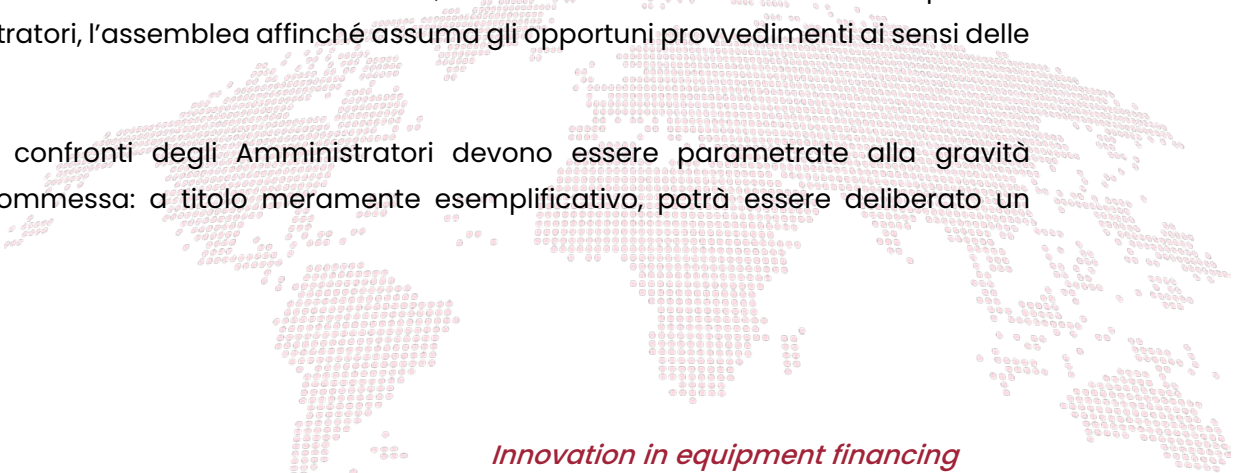 tratori, l’assemblea affinché assuma gli opportuni provvedimenti ai sensi delle
confronti degli Amministratori devono essere parametrate alla gravità
ommessa: a titolo meramente esemplificativo, potrà essere deliberato un
Innovation in equipment financing